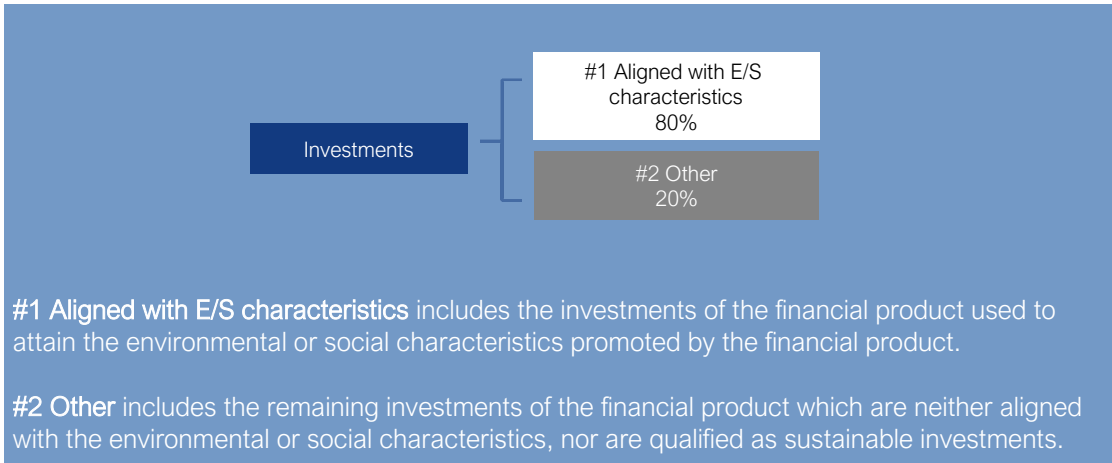 #1 Aligned with E/S
characteristics
80%
Investments
#2 Other
20%
#1 Aligned with E/S characteristics includes the investments of the financial product used to
attain the environmental or social characteristics promoted by the financial product.
#2 Other includes the remaining investments of the financial product which are neither aligned
with the environmental or social characteristics, nor are qualified as sustainable investments.